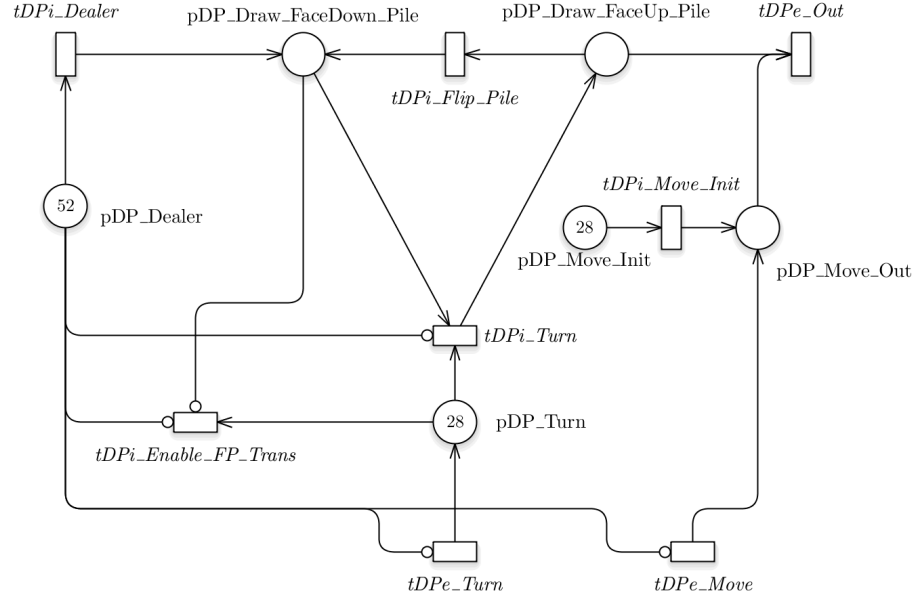 tDPi_Dealer
pDP_Draw_FaceDown_Pile
pDP_Draw_FaceUp_Pile
tDPe_Out
tDPi_Flip_Pile
tDPi_Move_Init
52
pDP_Dealer
28
pDP_Move_Init
pDP_Move_Out
tDPi_Turn
28
pDP_Turn
tDPi_Enable_FP_Trans
tDPe_Turn
tDPe_Move